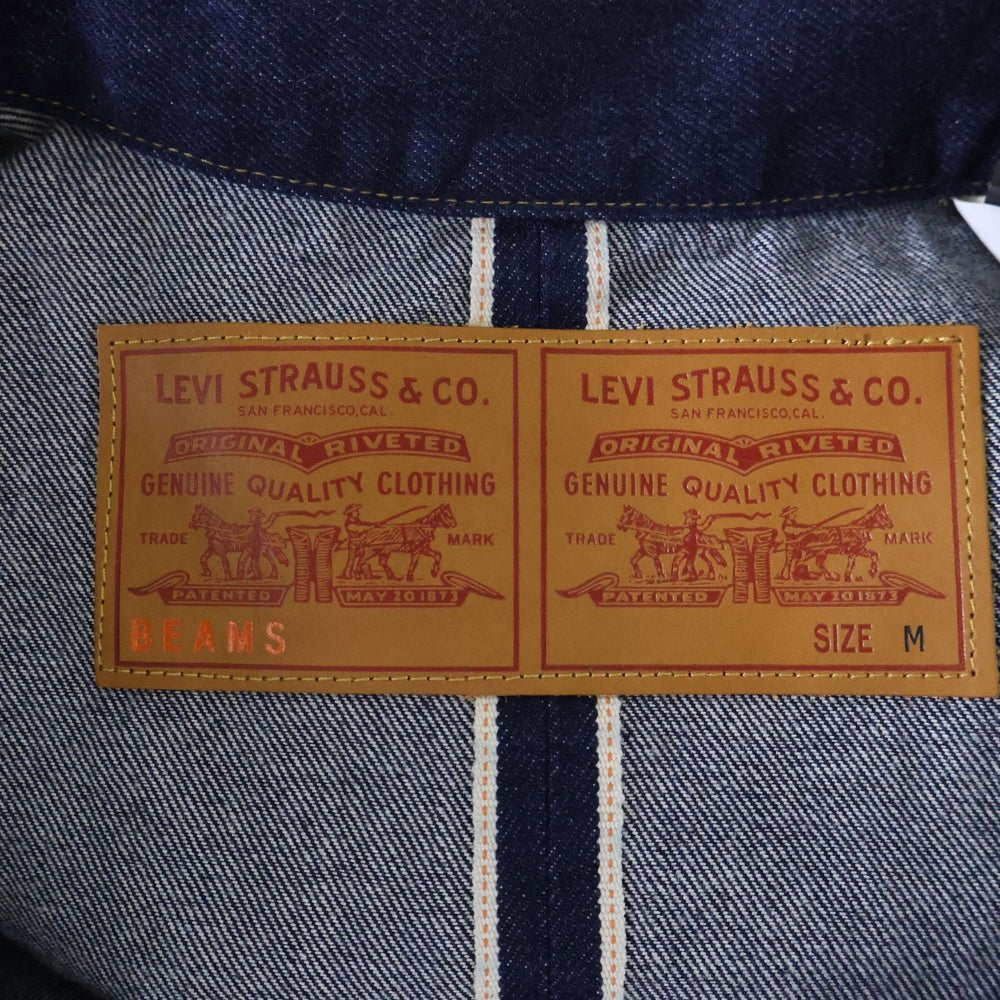 LEVI STRAUSS & CO.
SAN FRANCISCO, CAL.
ORIGINAL RIVETED
GENUINE QUALITY CLOTHING
TRADE MARK
PATENTED MAY 20 1873
BEAMS
LEVI STRAUSS & CO.
SAN FRANCISCO, CAL.
ORIGINAL RIVETED
GENUINE QUALITY CLOTHING
TRADE MARK
PATENTED MAY 20 1873
SIZE M